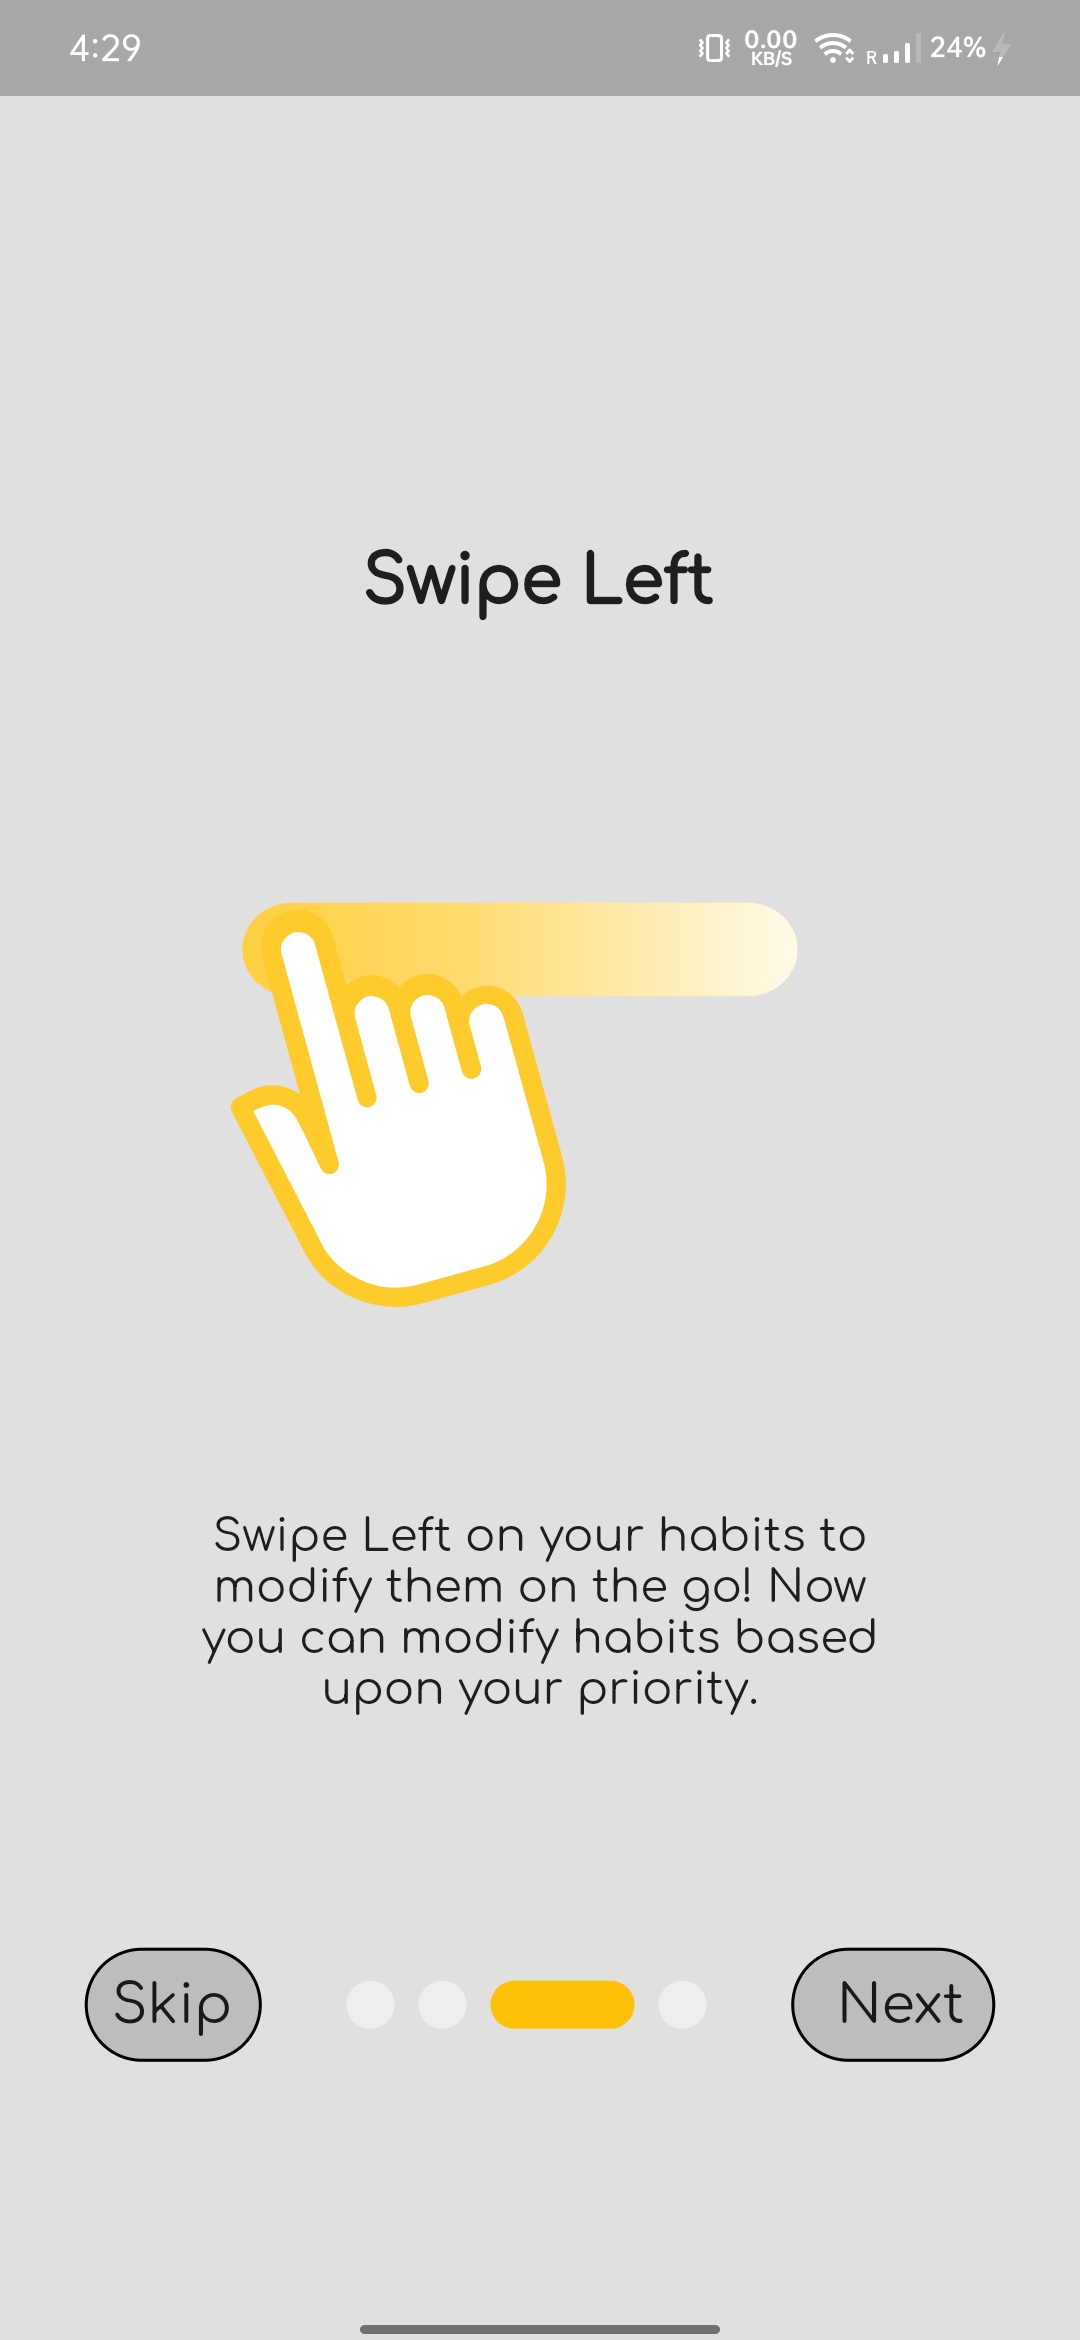 4:29
0.00
KB/S
R
24%
Swipe Left
Swipe Left on your habits to
modify them on the go! Now
you can modify habits based
upon your priority.
Skip
Next